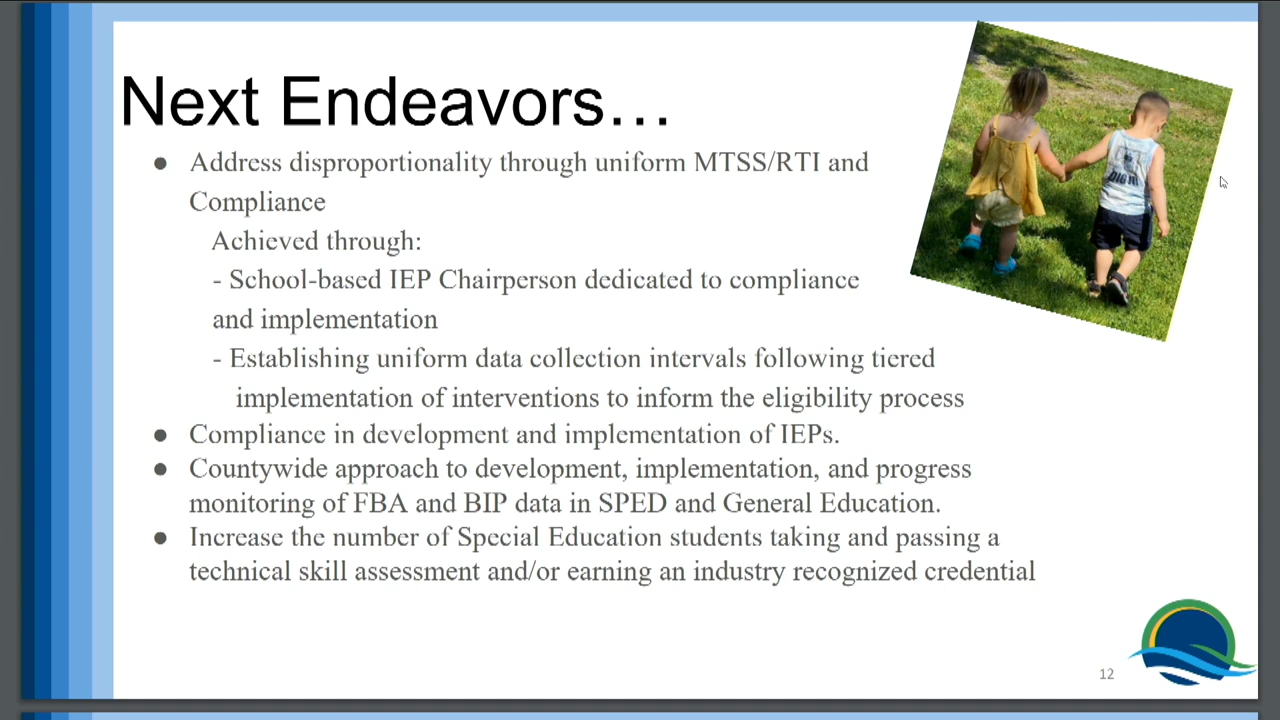 Next Endeavors…
● Address disproportionality through uniform MTSS/RTI and
Compliance
Achieved through:
- School-based IEP Chairperson dedicated to compliance
and implementation
- Establishing uniform data collection intervals following tiered
implementation of interventions to inform the eligibility process
● Compliance in development and implementation of IEPs.
● Countywide approach to development, implementation, and progress
monitoring of FBA and BIP data in SPED and General Education.
● Increase the number of Special Education students taking and passing a
technical skill assessment and/or earning an industry recognized credential
12